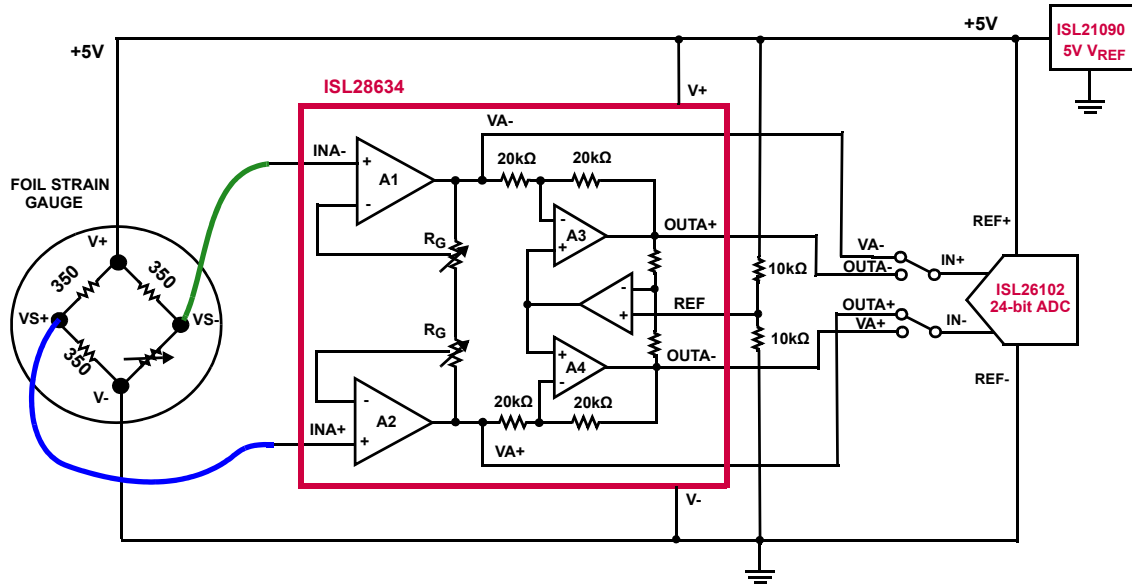 +5V
+5V
ISL21090
5V VREF
ISL28634
V+
VA-
INA-
+
A1
-
20kΩ
20kΩ
FOIL STRAIN
GAUGE
V+
350
350
VS+
VS-
350
V-
RG
-
A3
+
OUTA+
-
+
REF
10kΩ
10kΩ
RG
+
A4
-
OUTA-
20kΩ
20kΩ
-
A2
+
INA+
VA+
V-
VA-
OUTA-
IN+
OUTA+
VA+
IN-
REF+
ISL26102
24-bit ADC
REF-